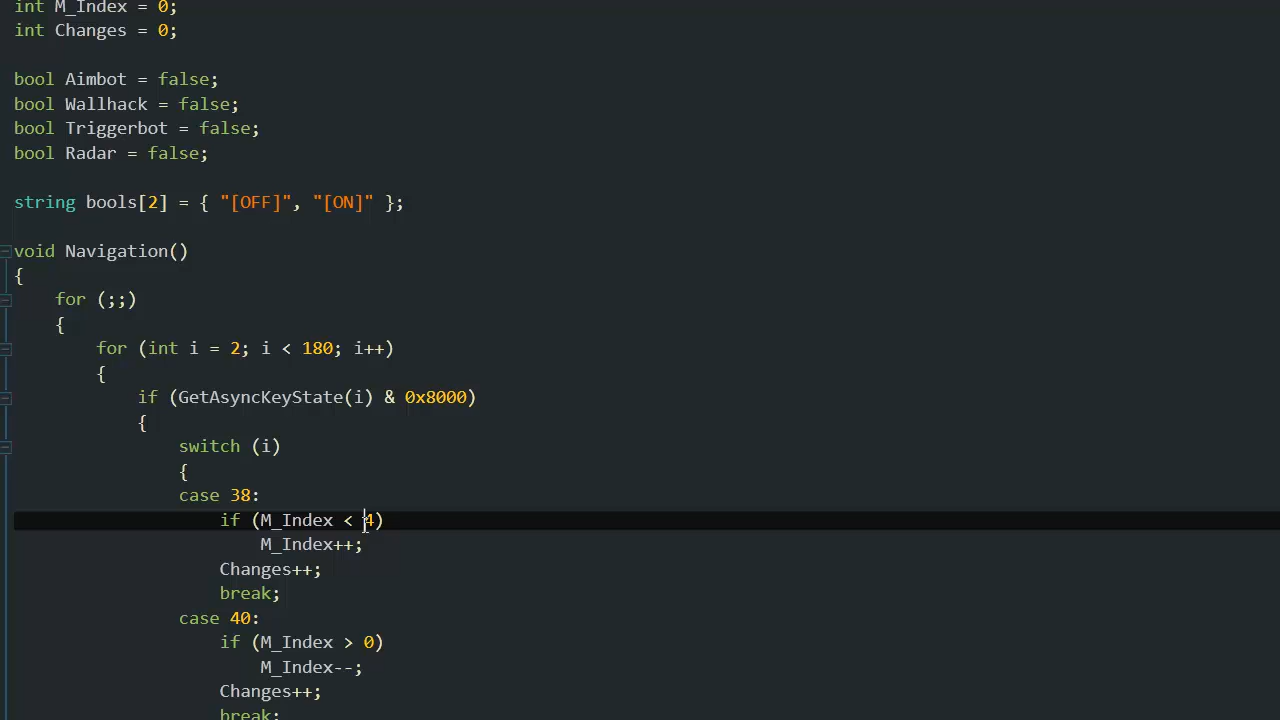 int M_Index = 0;
int Changes = 0;
bool Aimbot = false;
bool Wallhack = false;
bool Triggerbot = false;
bool Radar = false;
string bools[2] = { "[OFF]", "[ON]" };
void Navigation()
{
for (;;)
{
for (int i = 2; i < 180; i++)
{
if (GetAsyncKeyState(i) & 0x8000)
{
switch (i)
{
case 38:
if (M_Index < 4)
M_Index++;
Changes++;
break;
case 40:
if (M_Index > 0)
M_Index--;
Changes++;
break;